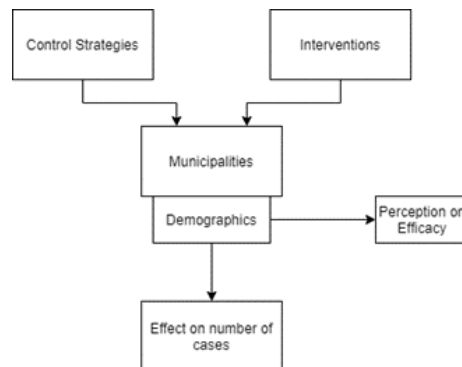 Control Strategies
Interventions
Municipalities
Demographics
Perception or
Efficacy
Effect on number of
cases